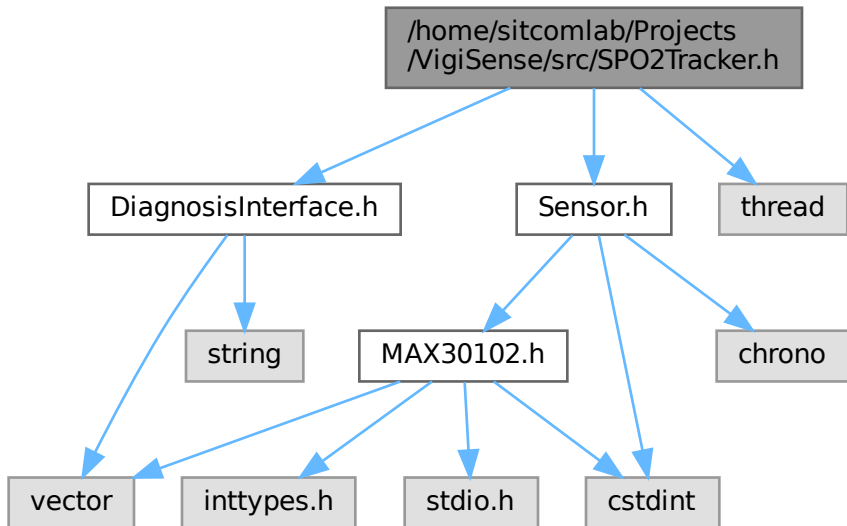 /home/sitcomlab/Projects
/VigiSense/src/SPO2Tracker.h
DiagnosisInterface.h
Sensor.h
thread
string
MAX30102.h
chrono
vector
inttypes.h
stdio.h
cstdint